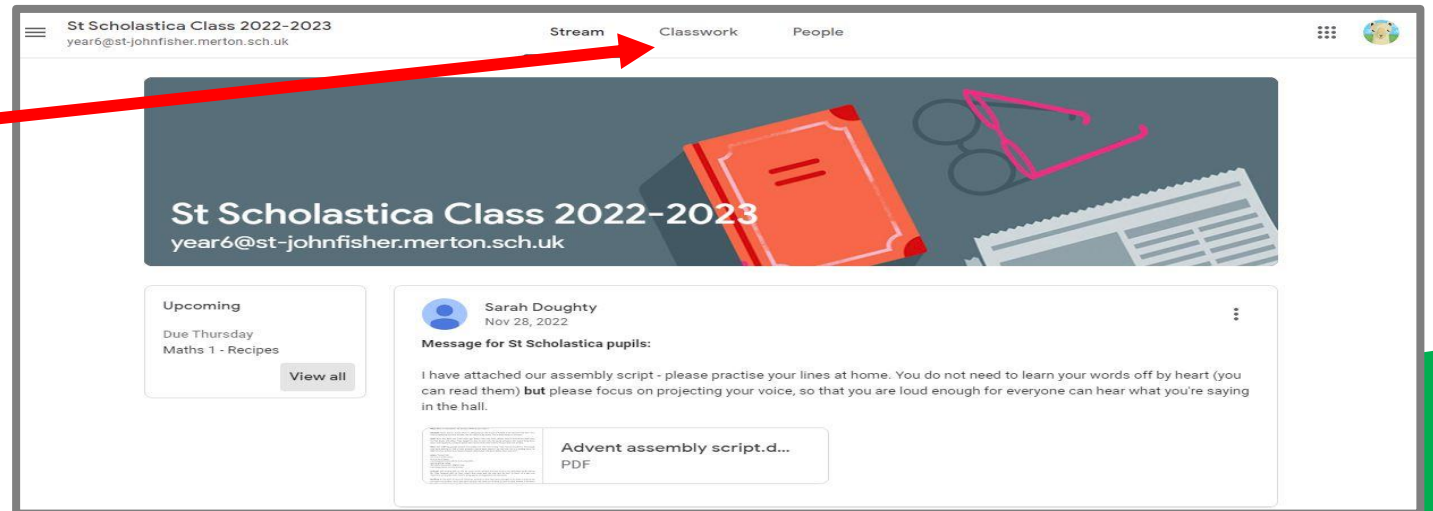 St Scholastica Class 2022-2023
year6@st-johnfisher.merton.sch.uk
Stream Classwork People
St Scholastica Class 2022-2023
year6@st-johnfisher.merton.sch.uk
Upcoming
Due Thursday
Maths 1 - Recipes
View all
Sarah Doughty
Nov 28, 2022
Message for St Scholastica pupils:
I have attached our assembly script - please practise your lines at home. You do not need to learn your words off by heart (you
can read them) but please focus on projecting your voice, so that you are loud enough for everyone can hear what you're saying
in the hall.
Advent assembly script.d...
PDF